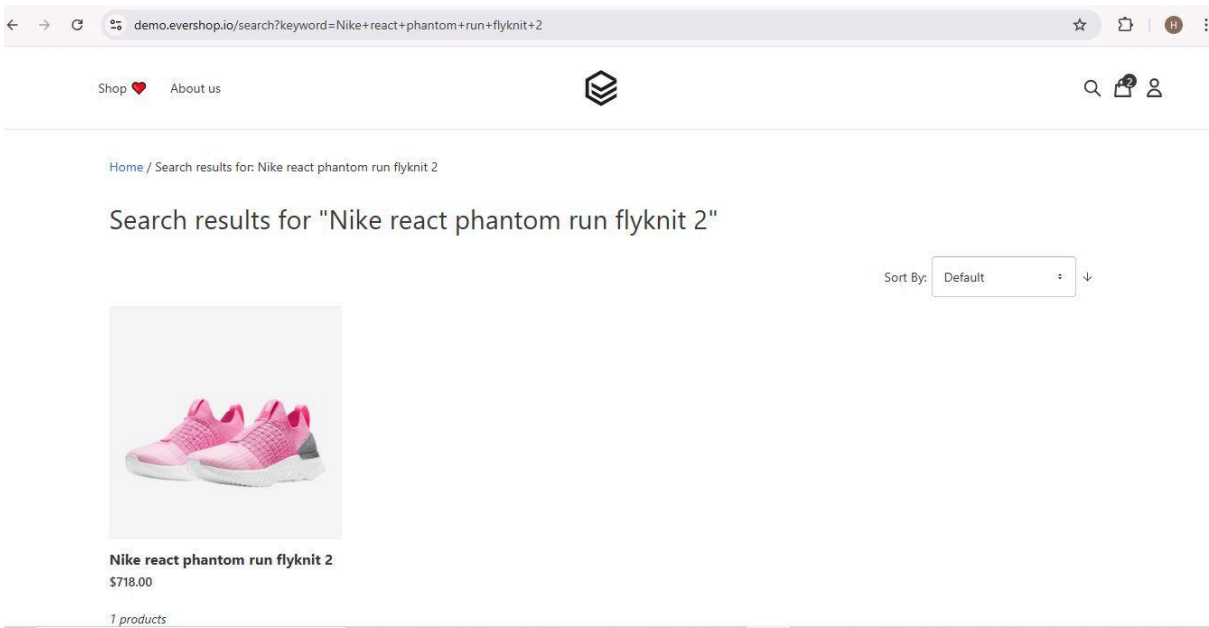 demo.evershop.io/search?keyword=Nike+react+phantom+run+flyknit+2
H
Shop About us
2
Home / Search results for: Nike react phantom run flyknit 2
Search results for "Nike react phantom run flyknit 2"
Sort By: Default
Nike react phantom run flyknit 2
$718.00
1 products